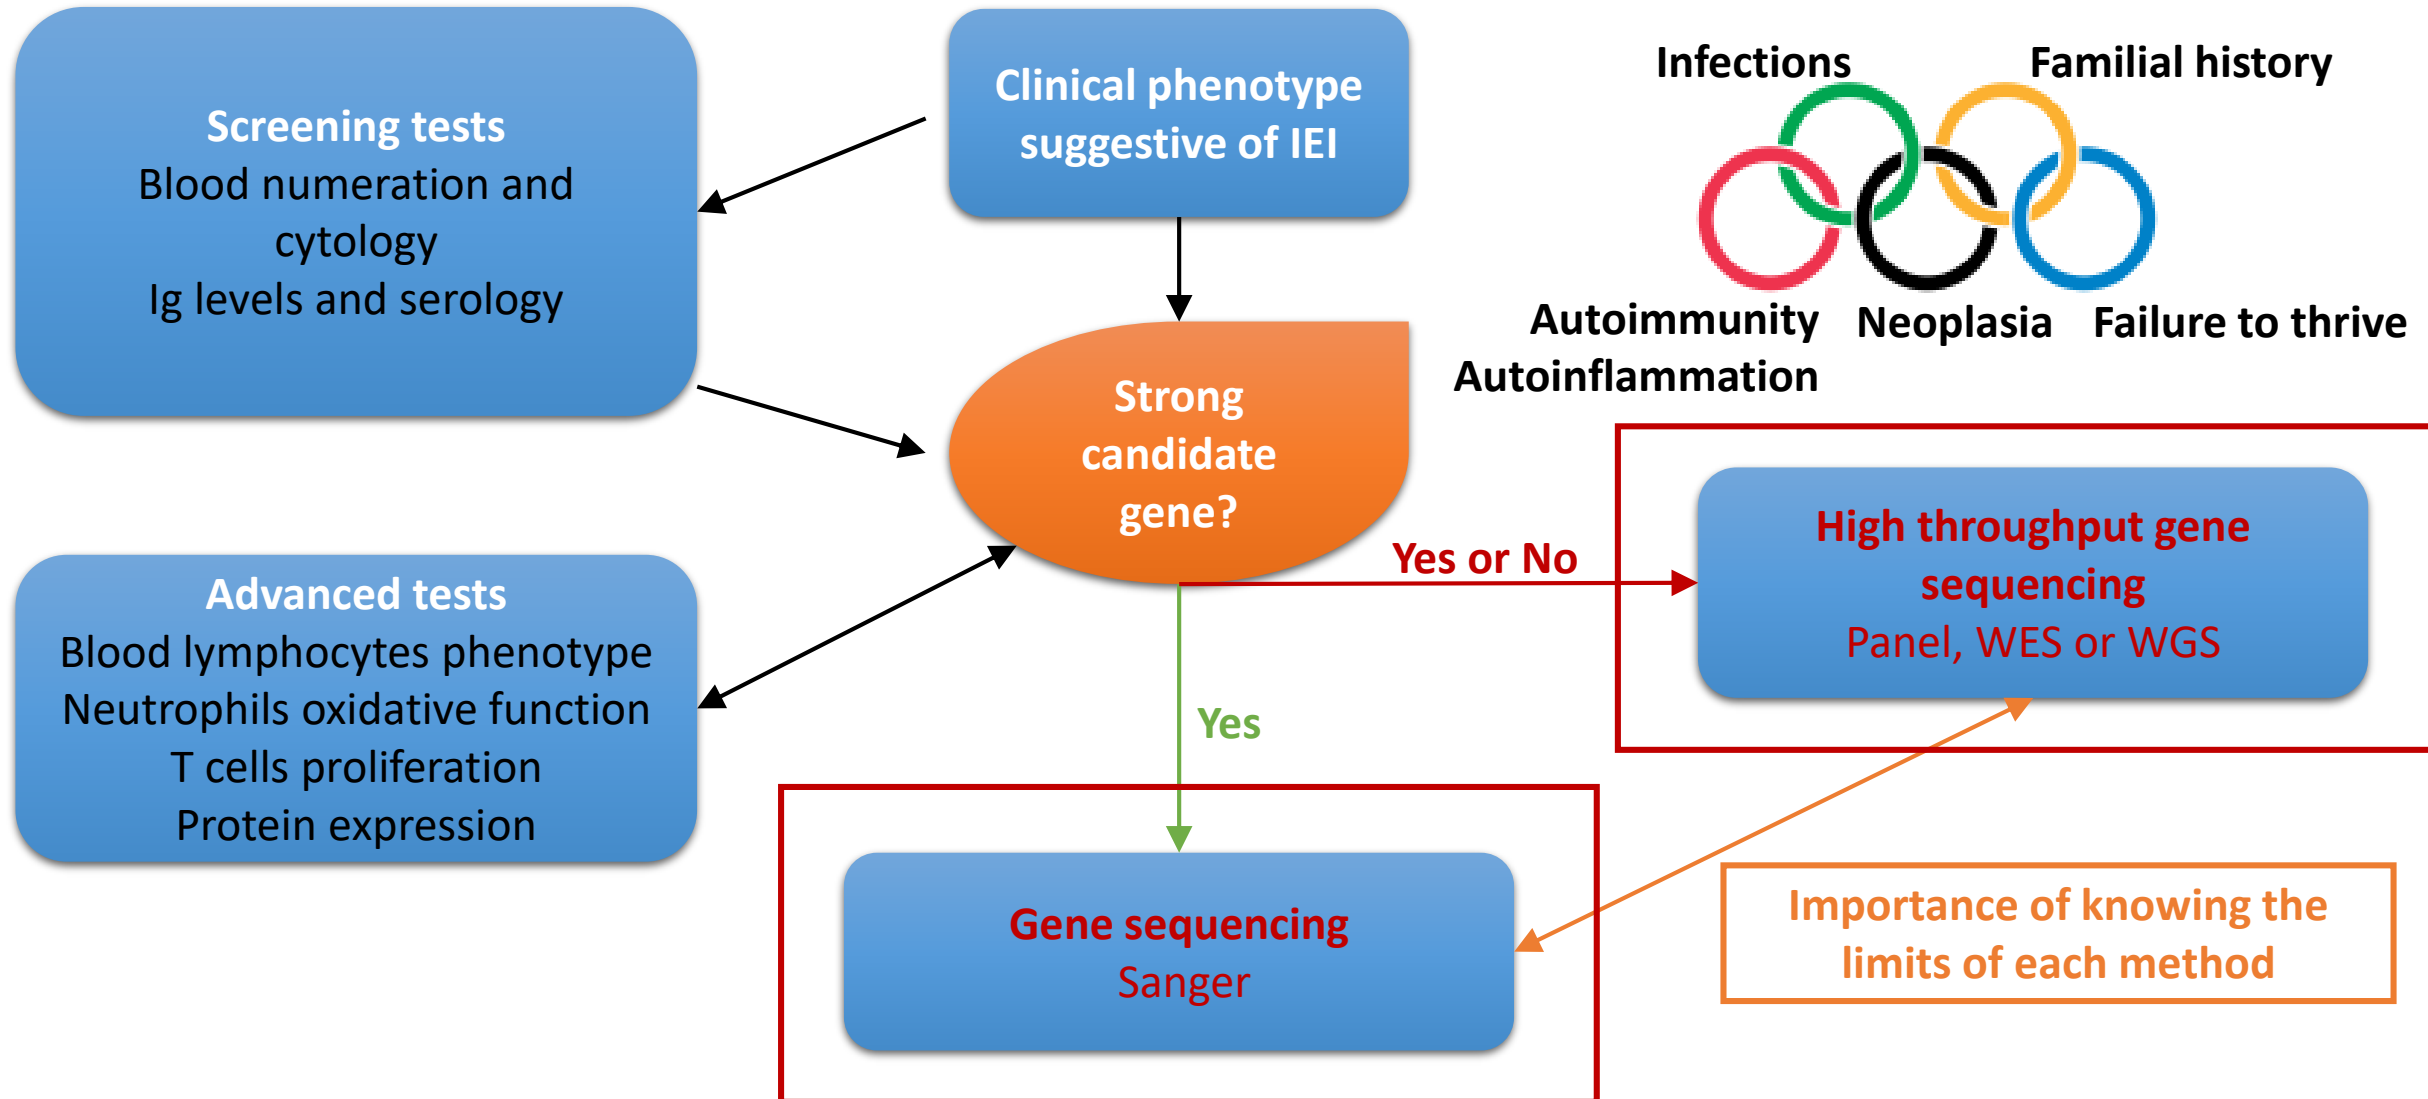 Screening tests
Blood numeration and
cytology
Ig levels and serology
Clinical phenotype
suggestive of IEI
Infections
Familial history
Autoimmunity
Autoinflammation
Neoplasia
Failure to thrive
Strong
candidate
gene?
Advanced tests
Blood lymphocytes phenotype
Neutrophils oxidative function
T cells proliferation
Protein expression
Yes or No
High throughput gene
sequencing
Panel, WES or WGS
Yes
Gene sequencing
Sanger
Importance of knowing the
limits of each method